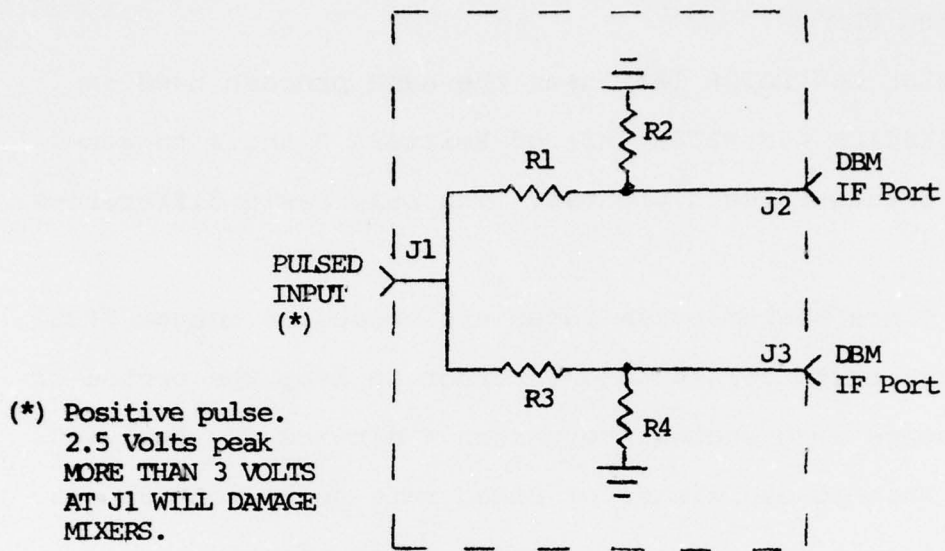 R2
R1
DBM
IF Port
J2
J1
PULSED
INPUT
(*)
J3
DBM
IF Port
R3
R4
(*) Positive pulse.
2.5 Volts peak
MORE THAN 3 VOLTS
AT J1 WILL DAMAGE
MIXERS.